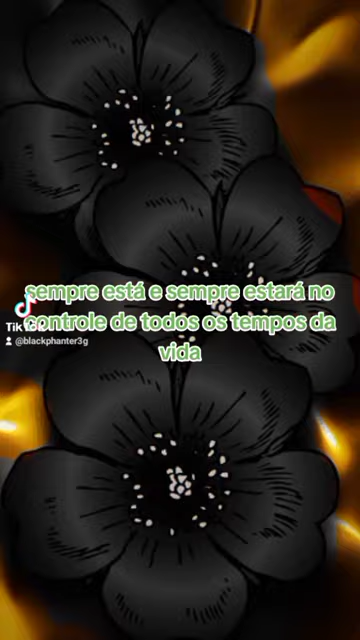 sempre está e sempre estará no
controle de todos os tempos da
vida
TikTok
@blackphanter3g